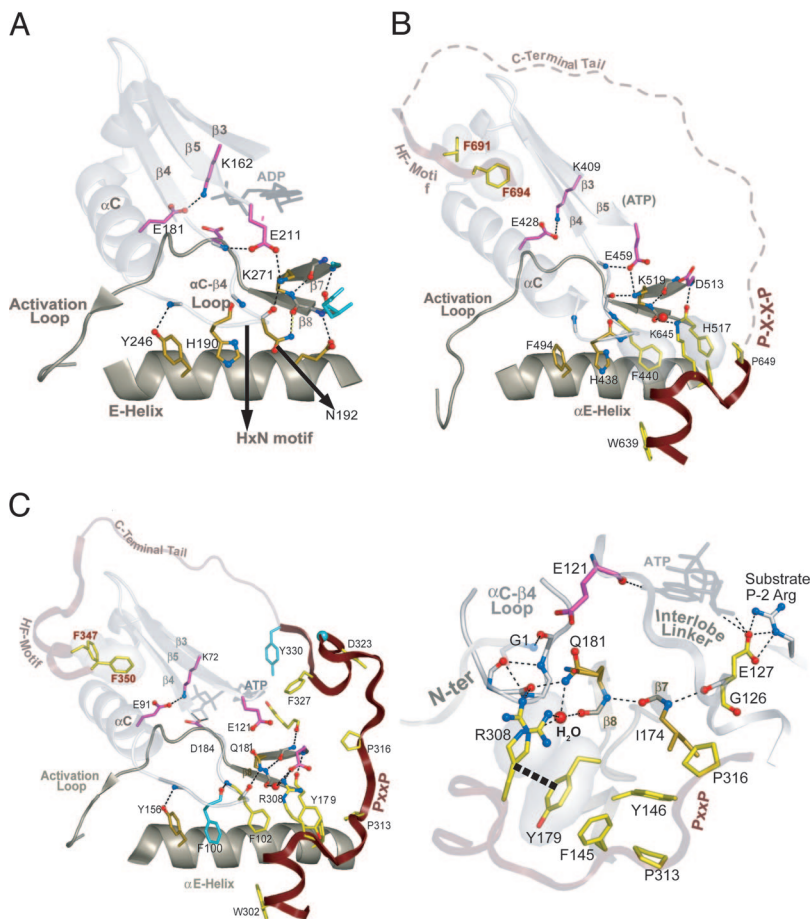 A
β3
β5
K162
β4
ADP
αC
E181
E211
K271
αC-β4
Loop
β7
β8
Activation
Loop
Y246
H190
E-Helix
N192
HxN motif
B
C-Terminal Tail
HF-Moti
f
F691
F694
K409
β3
β5
(ATP)
E428
β4
E459
αC
K519
D513
Activation
Loop
P-X-X-P
K645
H517
F494
H438
F440
P649
αE-Helix
W639
C
C-Terminal Tail
HF-Motif
F347
F350
β3
K72
β5
β4
Y330
D323
ATP
F327
E91
αC
E121
D184
Q181
P316
Activation
Loop
R308
PxxP
Y156
Y179
P313
F100
F102
αE-Helix
W302
E121
ATP
αC-β4
Loop
Substrate
P-2 Arg
G1
Q181
Interlobe
Linker
N-ter
E127
β7
G126
β8
R308
H₂O
I174
P316
PxxP
Y146
Y179
F145
P313